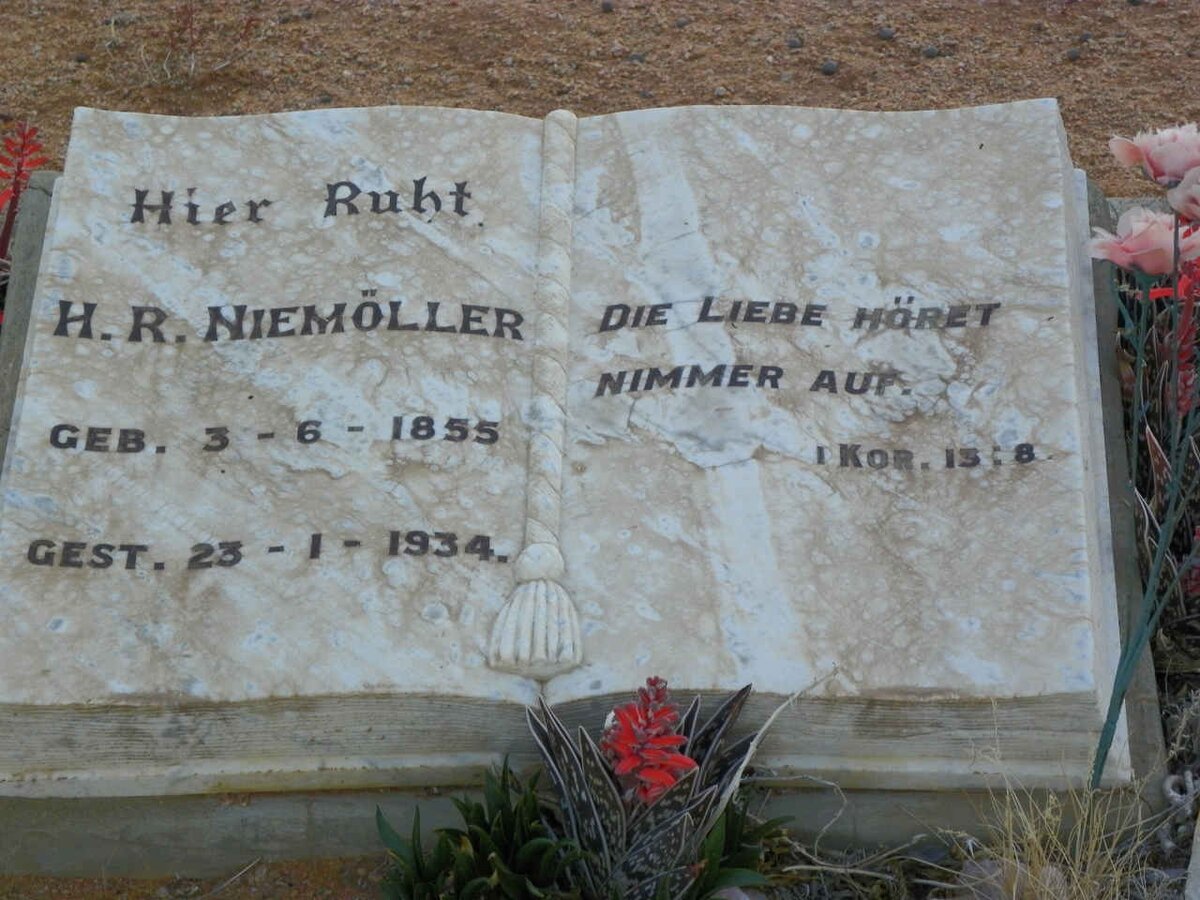 Hier Ruht
H. R. NIEMÖLLER
GEB. 3 - 6 - 1855
GEST. 23 - 1 - 1934.
DIE LIEBE HÖRET
NIMMER AUF.
1 KOR. 13:8.